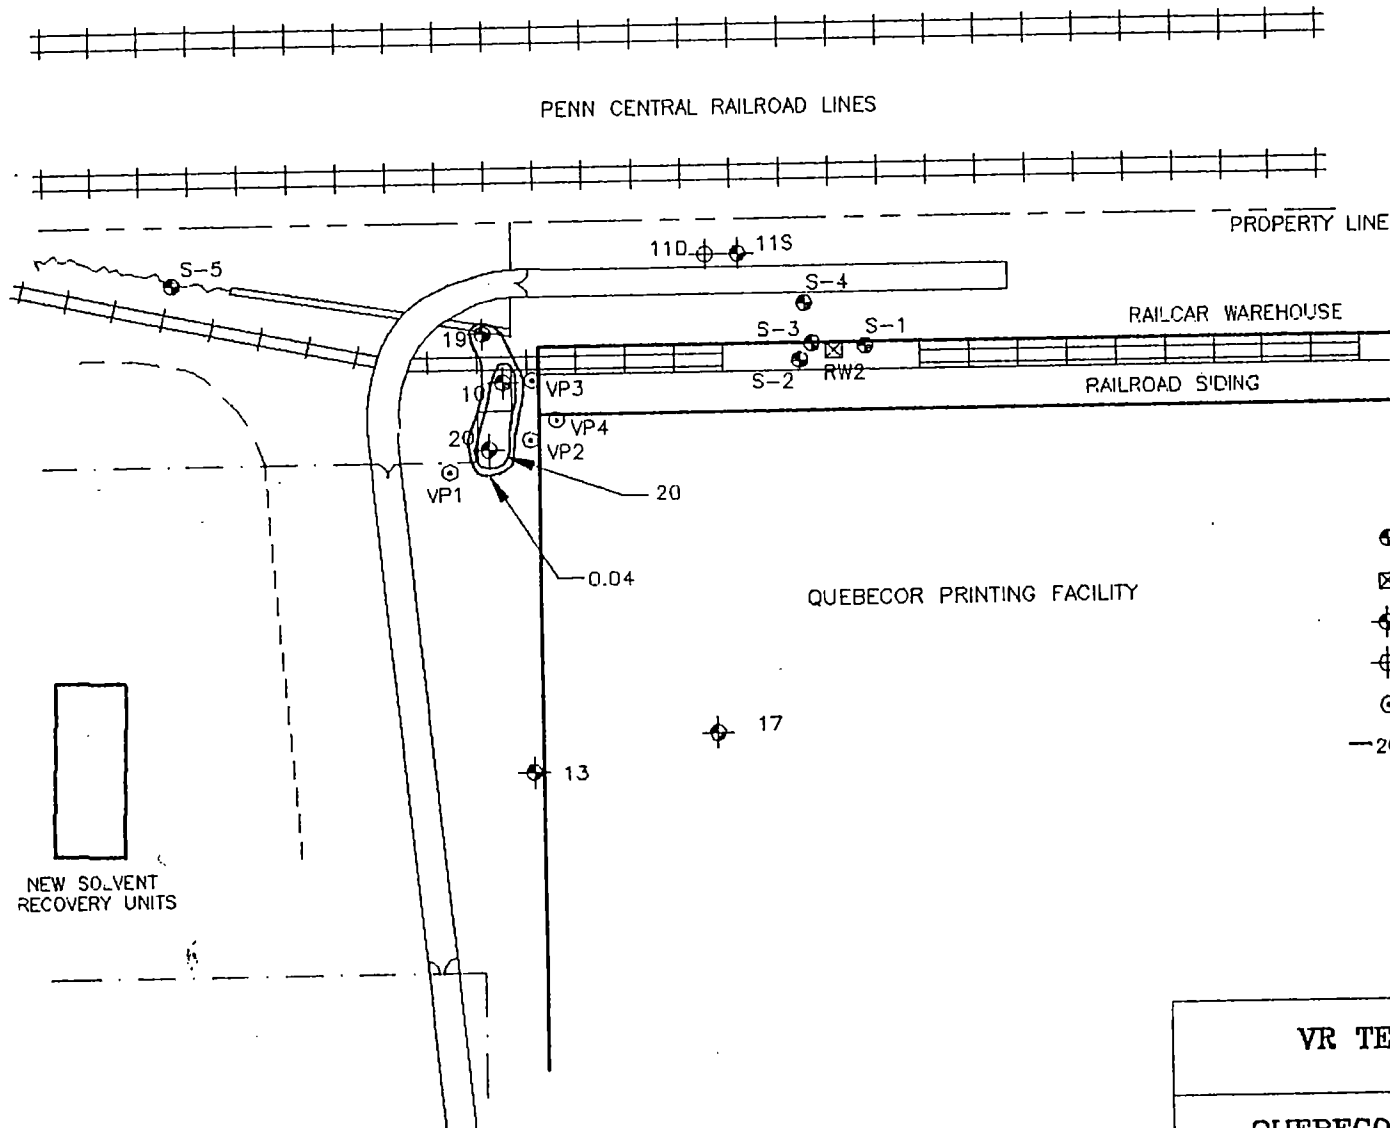 PENN CENTRAL RAILROAD LINES
PROPERTY LINE
11D
11S
S-5
S-4
RAILCAR WAREHOUSE
S-3
S-1
19
S-2
RW2
RAILROAD SIDING
10
VP3
VP4
20
VP2
VP1
20
0.04
QUEBECOR PRINTING FACILITY
17
13
NEW SOLVENT
RECOVERY UNITS
VR TE